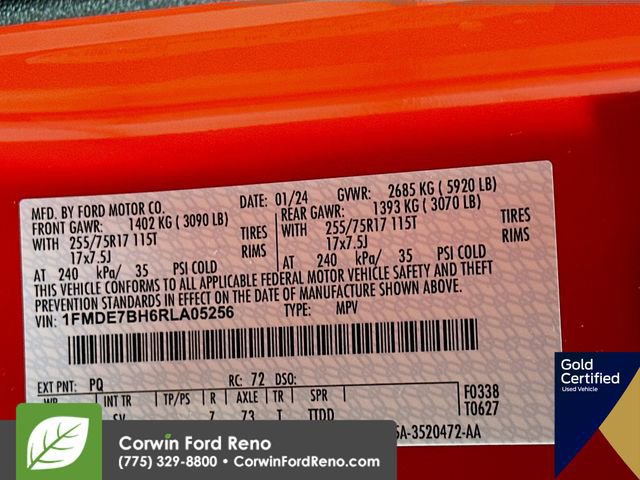 MFD. BY FORD MOTOR CO.
DATE: 01/24 GVWR: 2685 KG ( 5920 LB)
FRONT GAWR: 1402 KG ( 3090 LB)
REAR GAWR: 1393 KG ( 3070 LB)
WITH 255/75R17 115T TIRES
WITH 255/75R17 115T TIRES
17x7.5J RIMS
17x7.5J RIMS
AT 240 kPa/ 35 PSI COLD
AT 240 kPa/ 35 PSI COLD
CONFORMS TO ALL APPLICABLE FEDERAL MOTOR VEHICLE SAFETY AND THEFT
PREVENTION STANDARDS IN EFFECT ON THE DATE OF MANUFACTURE SHOWN ABOVE.
VIN: 1FMDE7BH6RLA05256 TYPE: MPV
EXT PNT: PQ RC: 72 DSO:
WB INT TR TP/PS R AXLE TR SPR
7 73 T TTDD
F0338
T0627
5A-3520472-AA
Gold
Certified
Used Vehicle
Corwin Ford Reno
(775) 329-8800 • CorwinFordReno.com